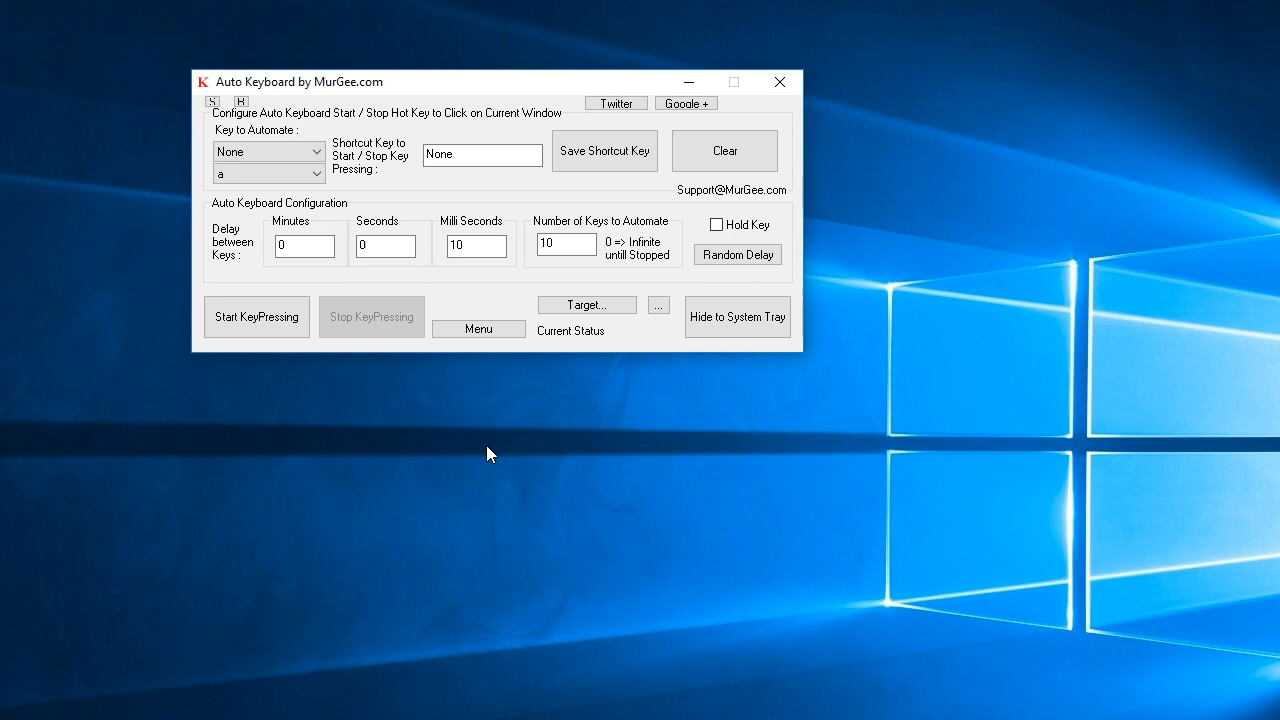 K Auto Keyboard by MurGee.com
S R Twitter Google +
Configure Auto Keyboard Start / Stop Hot Key to Click on Current Window
Key to Automate :
None
a
Shortcut Key to
Start / Stop Key
Pressing :
None
Save Shortcut Key
Clear
Support@MurGee.com
Auto Keyboard Configuration
Delay
between
Keys :
Minutes
0
Seconds
0
Milli Seconds
10
Number of Keys to Automate
10
0 => Infinite
untill Stopped
Hold Key
Random Delay
Start KeyPressing
Stop KeyPressing
Menu
Target...
...
Current Status
Hide to System Tray